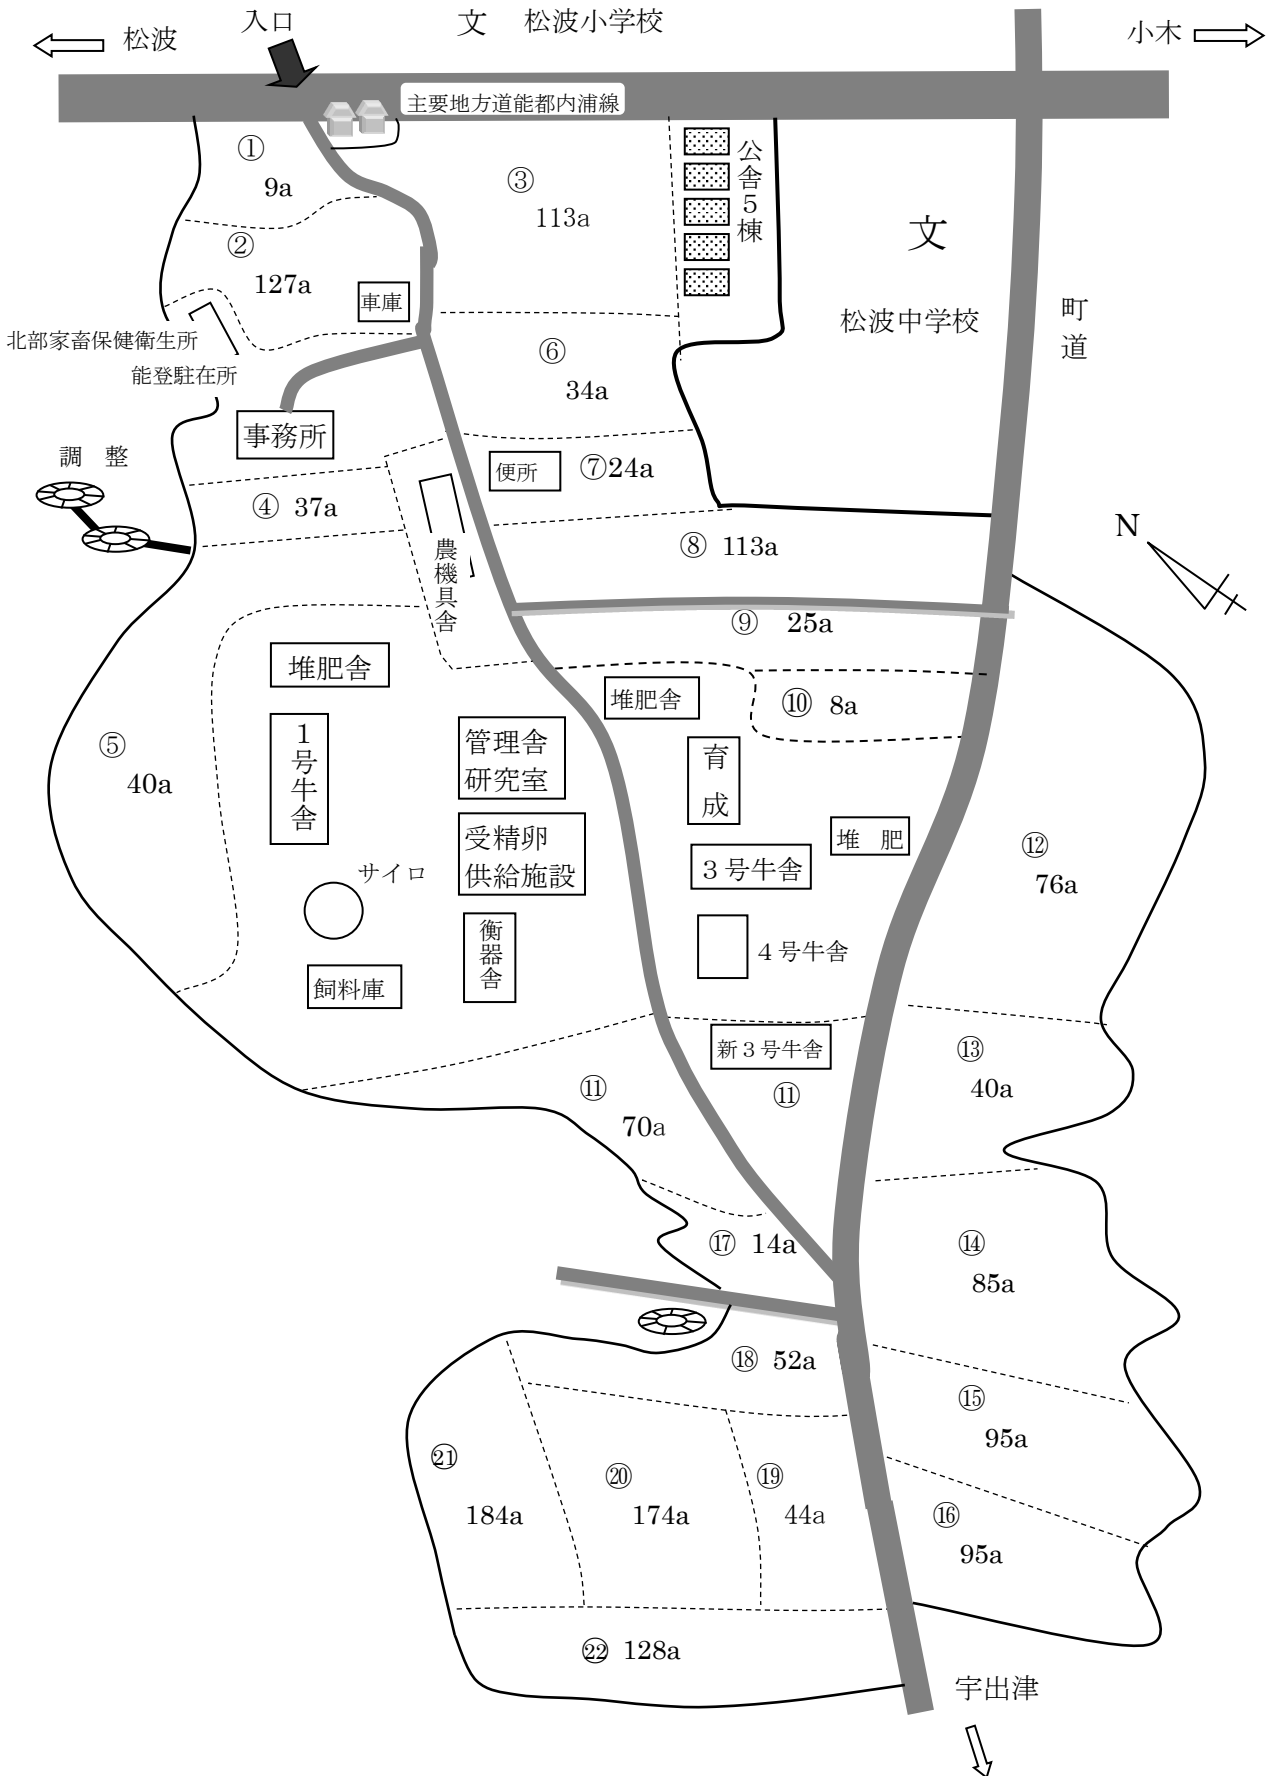 入口
文 松波小学校
松波
小木
主要地方道能都内浦線
①
9a
③
113a
公舎5棟
文
松波中学校
町道
②
127a
車庫
北部家畜保健衛生所
能登駐在所
⑥
34a
事務所
調 整
便所
⑦24a
④ 37a
農機具舎
⑧ 113a
N
⑨ 25a
堆肥舎
堆肥舎
⑩ 8a
⑤
40a
1号牛舎
管理舎
研究室
育成
受精卵
供給施設
堆 肥
3号牛舎
⑫
76a
サイロ
衡器舎
4号牛舎
飼料庫
新3号牛舎
⑬
40a
⑪
70a
⑪
⑰ 14a
⑭
85a
⑱ 52a
⑮
95a
㉑
184a
⑳
174a
⑲
44a
⑯
95a
㉒ 128a
宇出津